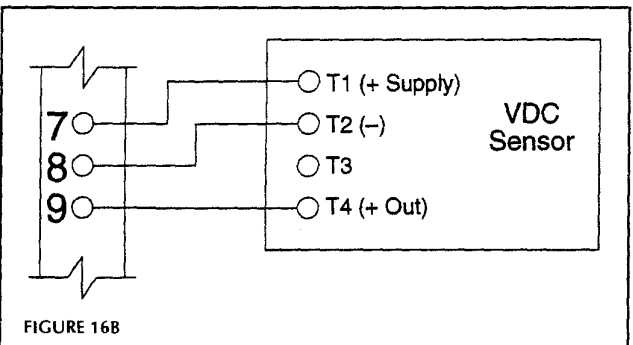 7
8
9
T1 (+ Supply)
T2 (–)
T3
T4 (+ Out)
VDC
Sensor
FIGURE 16B